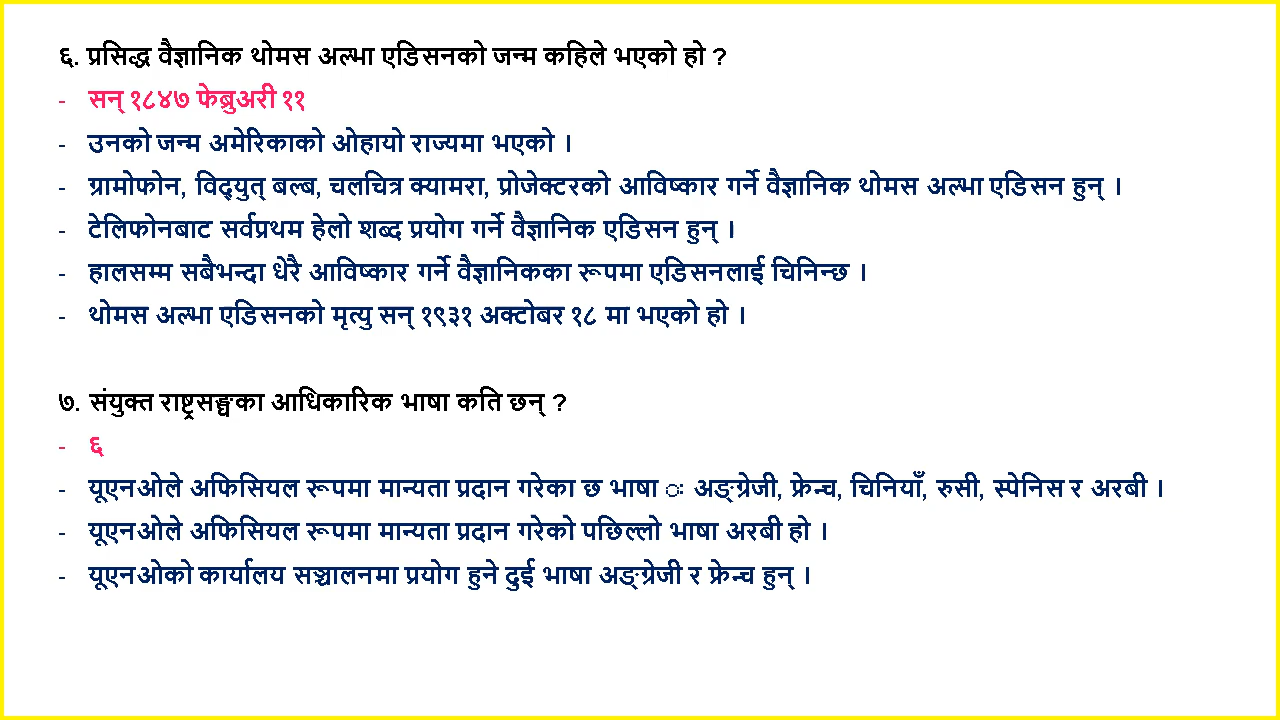 ६. प्रसिद्ध वैज्ञानिक थोमस अल्भा एडिसनको जन्म कहिले भएको हो ?
- सन् १८४७ फेब्रुअरी ११
- उनको जन्म अमेरिकाको ओहायो राज्यमा भएको ।
- ग्रामोफोन, विद्युत् बल्ब, चलचित्र क्यामरा, प्रोजेक्टरको आविष्कार गर्ने वैज्ञानिक थोमस अल्भा एडिसन हुन् ।
- टेलिफोनबाट सर्वप्रथम हेलो शब्द प्रयोग गर्ने वैज्ञानिक एडिसन हुन् ।
- हालसम्म सबैभन्दा धेरै आविष्कार गर्ने वैज्ञानिकका रूपमा एडिसनलाई चिनिन्छ ।
- थोमस अल्भा एडिसनको मृत्यु सन् १९३१ अक्टोबर १८ मा भएको हो ।
७. संयुक्त राष्ट्रसङ्घका आधिकारिक भाषा कति छन् ?
- ६
- यूएनओले अफिसियल रूपमा मान्यता प्रदान गरेका छ भाषा ः अङ्ग्रेजी, फ्रेन्च, चिनियाँ, रुसी, स्पेनिस र अरबी ।
- यूएनओले अफिसियल रूपमा मान्यता प्रदान गरेको पछिल्लो भाषा अरबी हो ।
- यूएनओको कार्यालय सञ्चालनमा प्रयोग हुने दुई भाषा अङ्ग्रेजी र फ्रेन्च हुन् ।